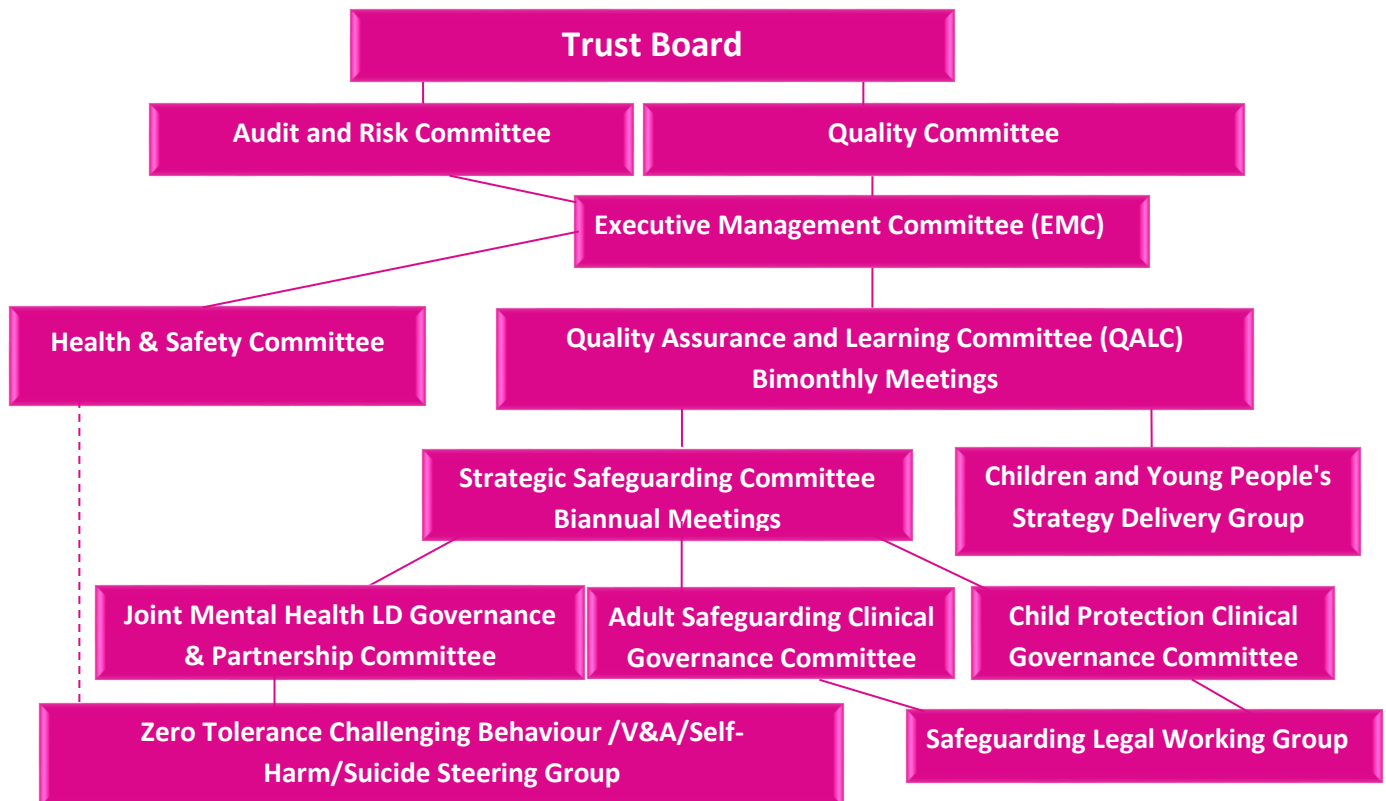 Trust Board
Audit and Risk Committee
Quality Committee
Executive Management Committee (EMC)
Health & Safety Committee
Quality Assurance and Learning Committee (QALC)
Bimonthly Meetings
Strategic Safeguarding Committee
Biannual Meetings
Children and Young People's
Strategy Delivery Group
Joint Mental Health LD Governance
& Partnership Committee
Adult Safeguarding Clinical
Governance Committee
Child Protection Clinical
Governance Committee
Zero Tolerance Challenging Behaviour /V&A/Self-
Harm/Suicide Steering Group
Safeguarding Legal Working Group